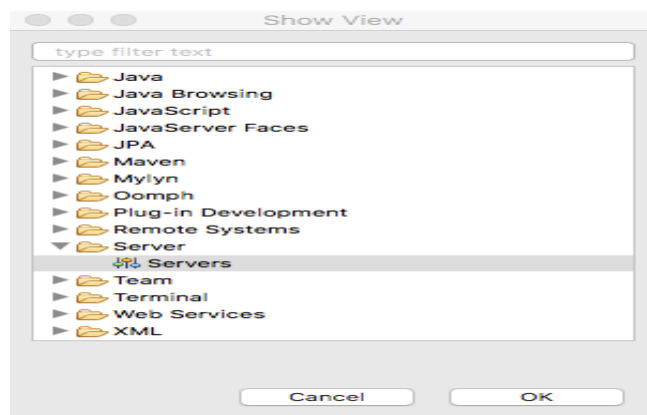 Show View
type filter text
Java
Java Browsing
JavaScript
JavaServer Faces
JPA
Maven
Mylyn
Oomph
Plug-in Development
Remote Systems
Server
Servers
Team
Terminal
Web Services
XML
Cancel OK